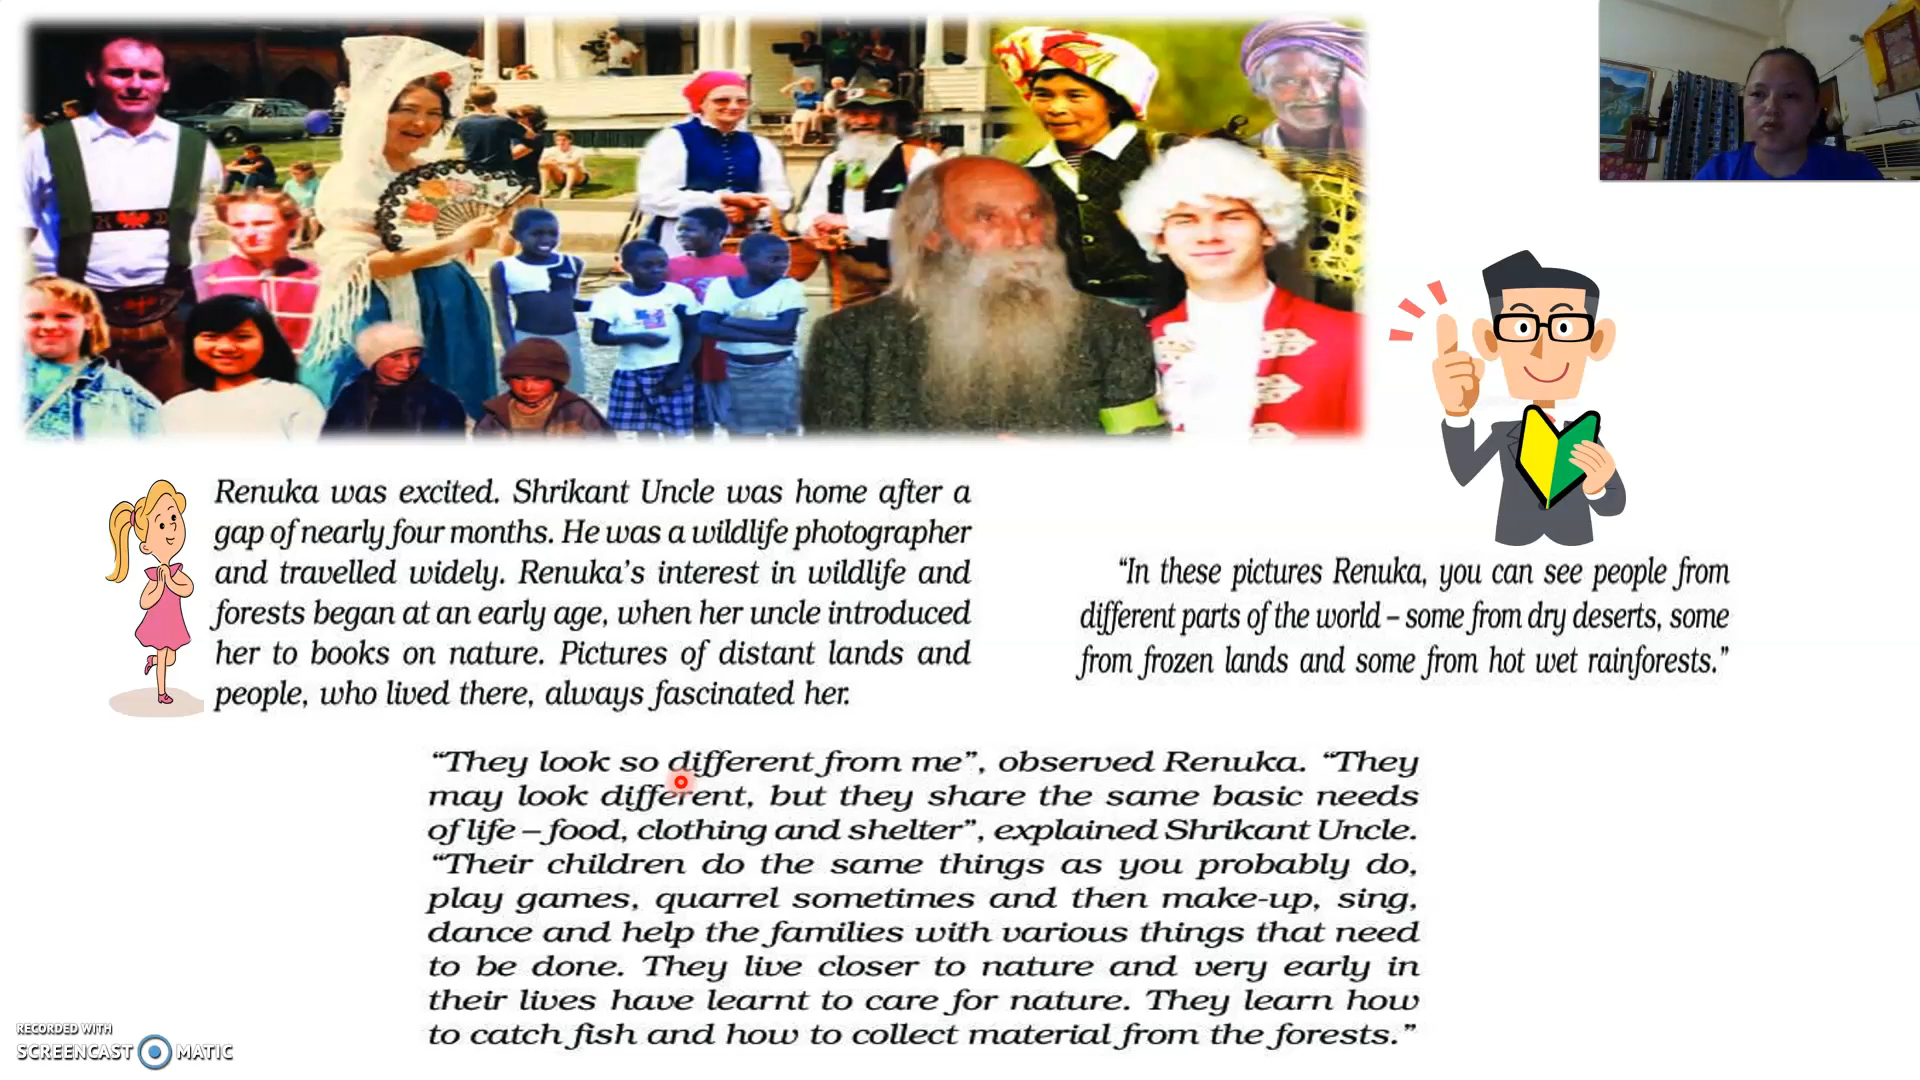 Renuka was excited. Shrikant Uncle was home after a
gap of nearly four months. He was a wildlife photographer
and travelled widely. Renuka's interest in wildlife and
forests began at an early age, when her uncle introduced
her to books on nature. Pictures of distant lands and
people, who lived there, always fascinated her.
“In these pictures Renuka, you can see people from
different parts of the world – some from dry deserts, some
from frozen lands and some from hot wet rainforests.”
“They look so different from me”, observed Renuka. “They
may look different, but they share the same basic needs
of life – food, clothing and shelter”, explained Shrikant Uncle.
“Their children do the same things as you probably do,
play games, quarrel sometimes and then make-up, sing,
dance and help the families with various things that need
to be done. They live closer to nature and very early in
their lives have learnt to care for nature. They learn how
to catch fish and how to collect material from the forests.”
RECORDED WITH
SCREENCAST MATIC